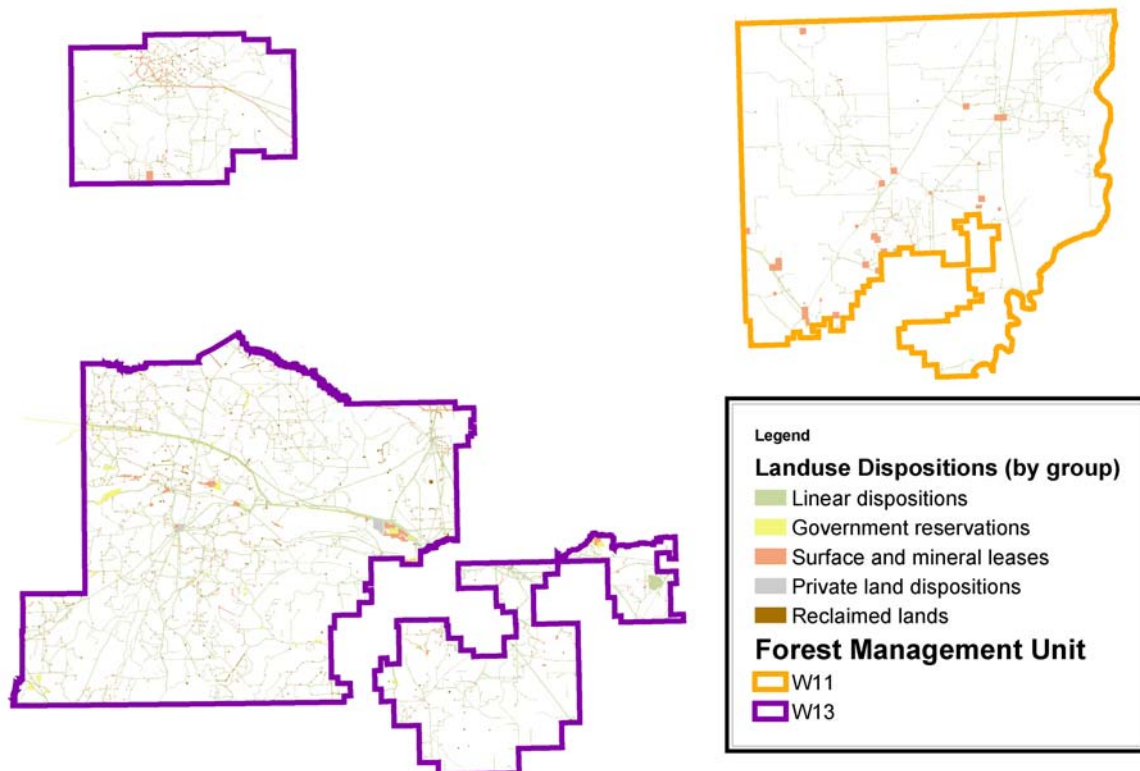 Legend
Landuse Dispositions (by group)
Linear dispositions
Government reservations
Surface and mineral leases
Private land dispositions
Reclaimed lands
Forest Management Unit
W11
W13